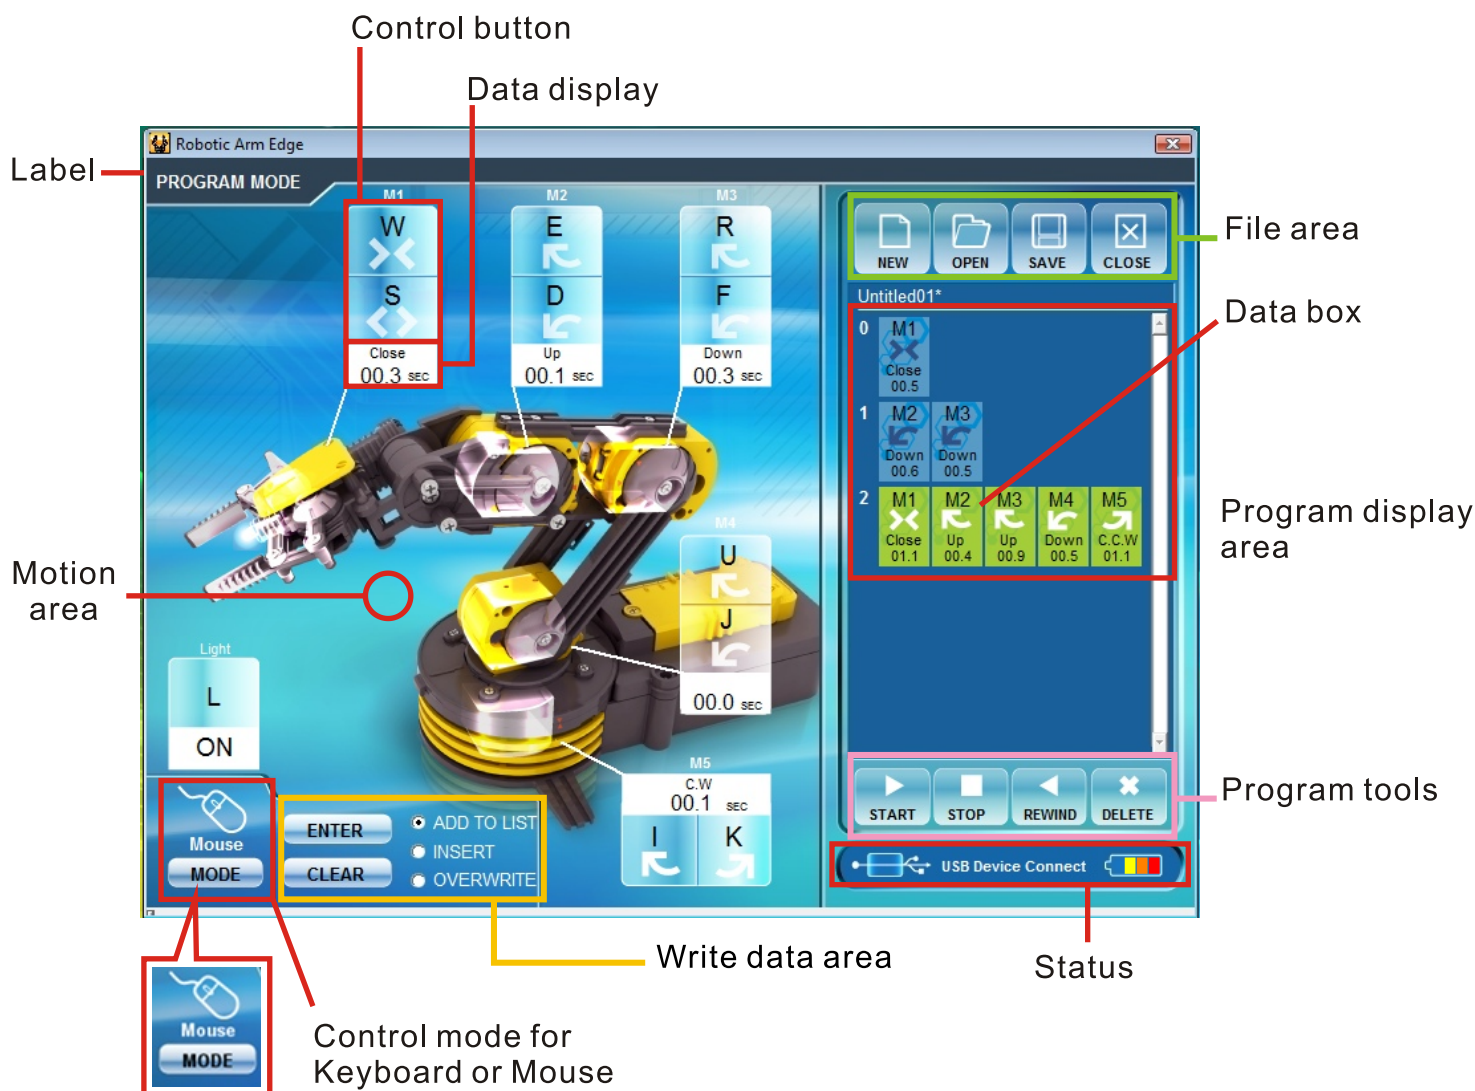 Control button
Data display
Robotic Arm Edge
Label
PROGRAM MODE
M1
M2
M3
W
E
R
S
D
F
Close
00.3 SEC
Up
00.1 SEC
Down
00.3 SEC
NEW
OPEN
SAVE
CLOSE
File area
Untitled01*
Data box
0
M1
Close
00.5
1
M2
M3
Down
Down
00.6
00.5
2
M1
M2
M3
M4
M5
Close
Up
Up
Down
C.C.W
01.1
00.4
00.9
00.5
01.1
Program display
area
M4
U
J
00.0 SEC
Motion
area
Light
L
ON
M5
C.W
00.1 SEC
I
K
START
STOP
REWIND
DELETE
Program tools
Mouse
MODE
ENTER
CLEAR
ADD TO LIST
INSERT
OVERWRITE
USB Device Connect
Write data area
Status
Mouse
MODE
Control mode for
Keyboard or Mouse